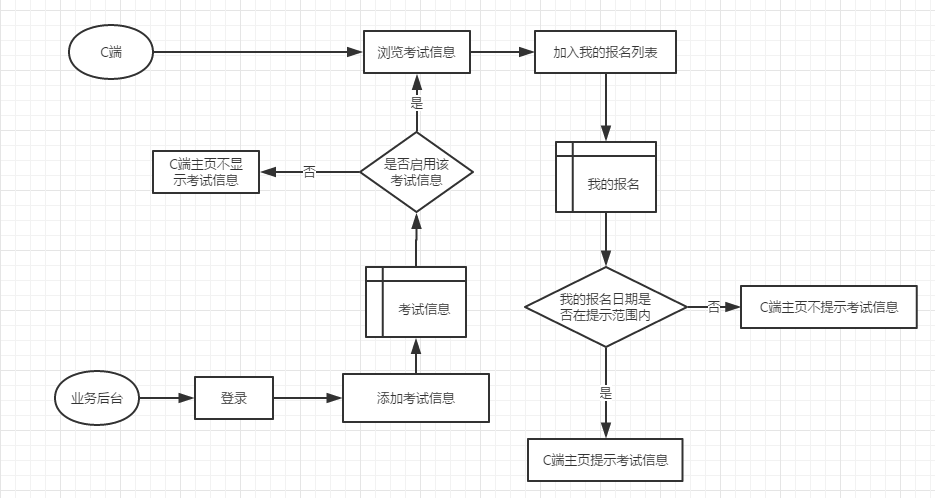 C端
浏览考试信息
加入我的报名列表
是
C端主页不显
示考试信息
否
是否启用该
考试信息
我的报名
考试信息
我的报名日期是
否在提示范围内
否
C端主页不提示考试信息
业务后台
登录
添加考试信息
是
C端主页提示考试信息